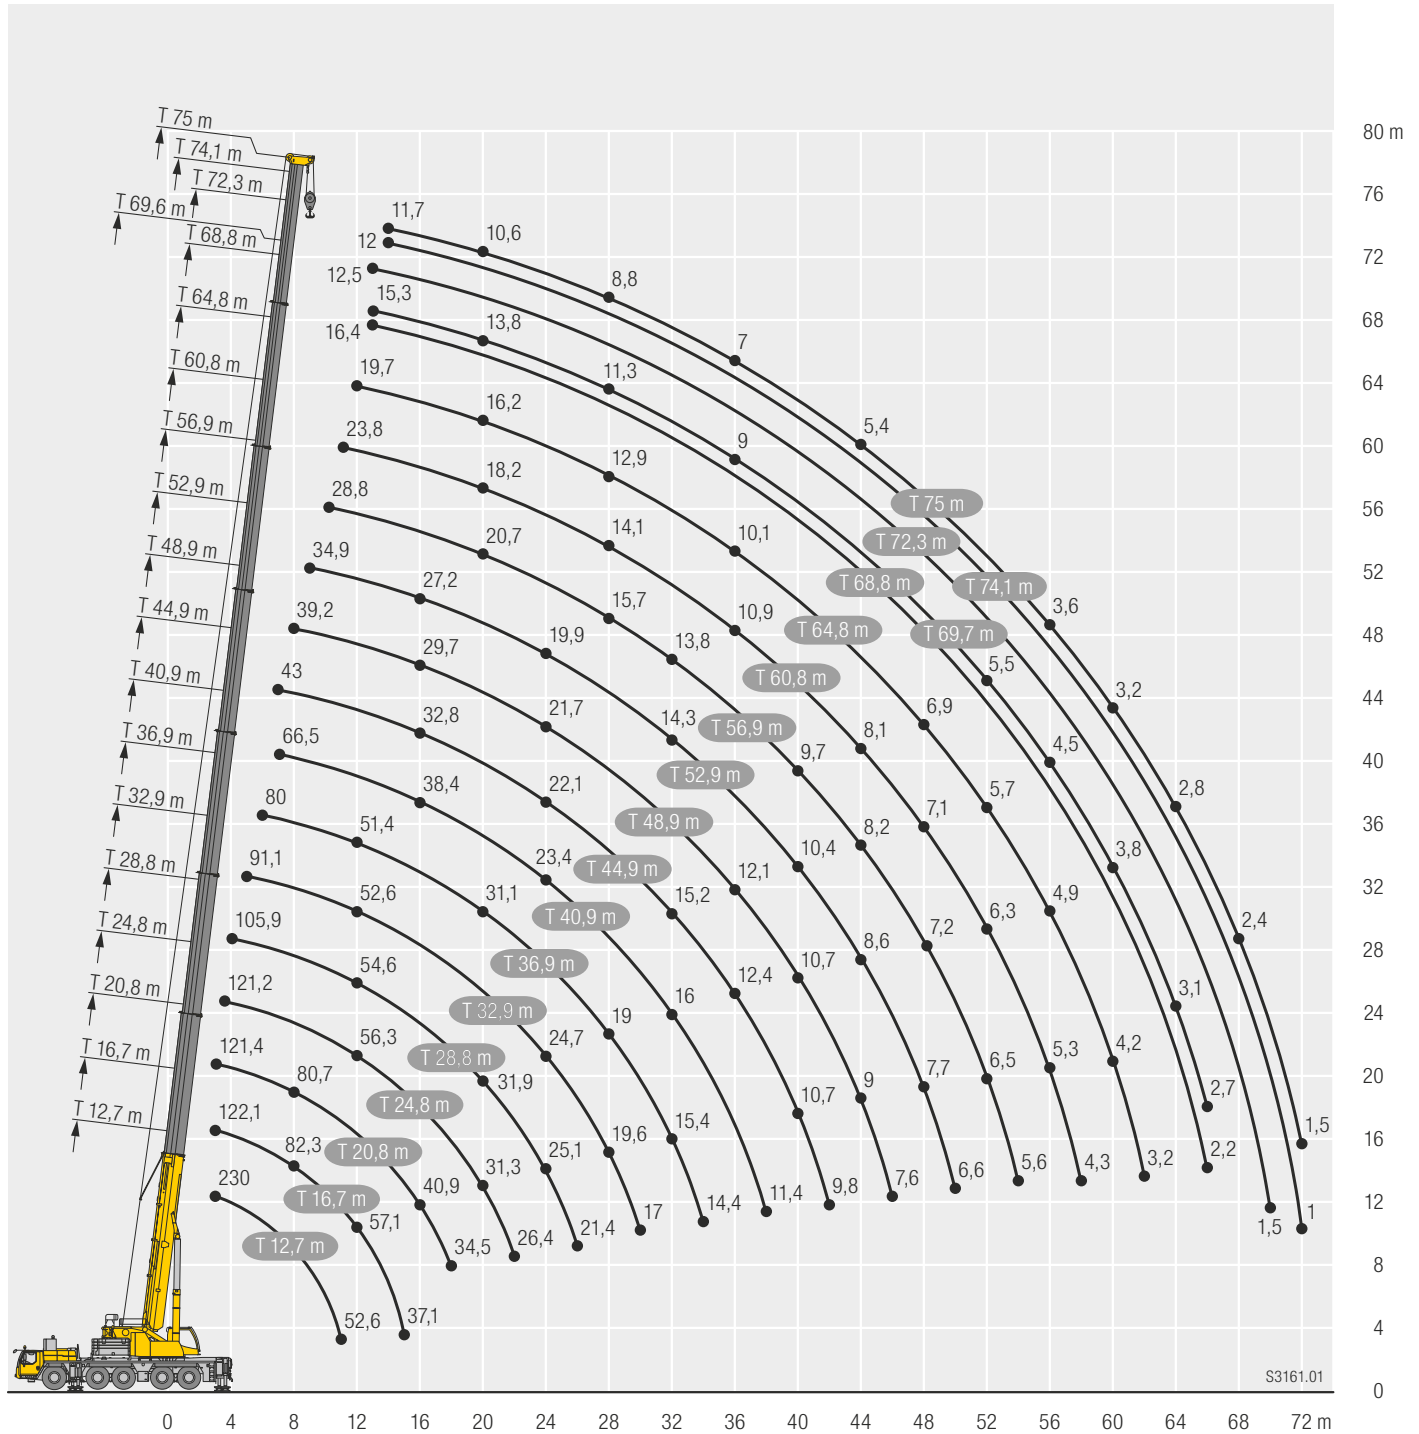 T 75 m
T 74,1 m
T 72,3 m
T 69,6 m
T 68,8 m
T 64,8 m
T 60,8 m
T 56,9 m
T 52,9 m
T 48,9 m
T 44,9 m
T 40,9 m
T 36,9 m
T 32,9 m
T 28,8 m
T 24,8 m
T 20,8 m
T 16,7 m
T 12,7 m
11,7 10,6 8,8 7 5,4 3,6 3,2 2,8 2,4 1,5
12 1
12,5 1,5
15,3 13,8 11,3 9 5,5 4,5 3,8 3,1 2,7
16,4 2,2
19,7 16,2 12,9 10,1 6,9 5,7 4,9 4,2 3,2
23,8 18,2 14,1 10,9 8,1 7,1 6,3 5,3 4,3
28,8 20,7 15,7 13,8 9,7 8,2 7,2 6,5 5,6
34,9 27,2 19,9 14,3 10,4 8,6 7,7 6,6
39,2 29,7 21,7 12,1 10,7 9 7,6
43 32,8 22,1 15,2 12,4 10,7 9,8
66,5 38,4 23,4 16 11,4
80 51,4 31,1 19 15,4 14,4
91,1 52,6 24,7 19,6 17
105,9 54,6 31,9 25,1 21,4
121,2 56,3 31,3 26,4
121,4 80,7 40,9 34,5
122,1 82,3 57,1 37,1
230 52,6
T 75 m
T 72,3 m
T 68,8 m
T 74,1 m
T 64,8 m
T 69,7 m
T 60,8 m
T 56,9 m
T 52,9 m
T 48,9 m
T 44,9 m
T 40,9 m
T 36,9 m
T 32,9 m
T 28,8 m
T 24,8 m
T 20,8 m
T 16,7 m
T 12,7 m
80 m
76
72
68
64
60
56
52
48
44
40
36
32
28
24
20
16
12
8
4
0
S3161.01
0 4 8 12 16 20 24 28 32 36 40 44 48 52 56 60 64 68 72 m